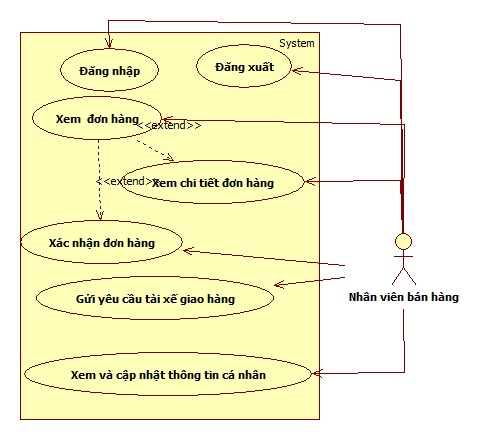 System
Đăng nhập
Đăng xuất
Xem đơn hàng
<<extend>>
<<extend>>
Xem chi tiết đơn hàng
Xác nhận đơn hàng
Gửi yêu cầu tài xế giao hàng
Nhân viên bán hàng
Xem và cập nhật thông tin cá nhân